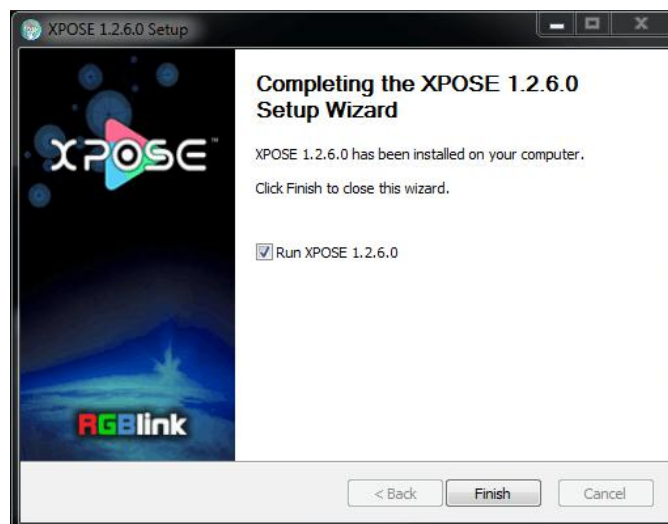 XPOSE 1.2.6.0 Setup
XPOSE™
RGBlink
Completing the XPOSE 1.2.6.0
Setup Wizard
XPOSE 1.2.6.0 has been installed on your computer.
Click Finish to close this wizard.
Run XPOSE 1.2.6.0
< Back
Finish
Cancel